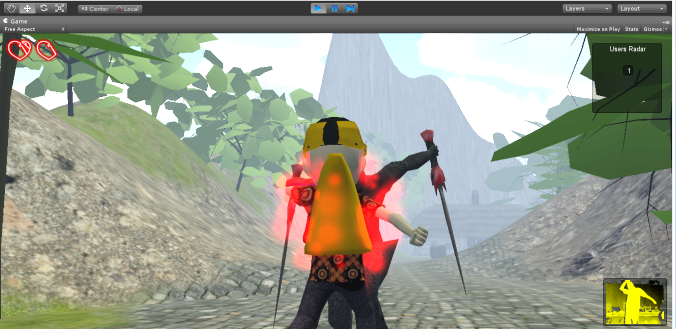 Center Local Layers Layout
Game
Free Aspect Maximize on Play Stats Gizmos
Users Radar
1